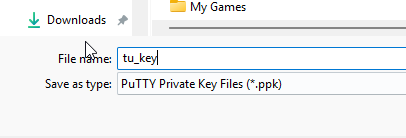 My Games
Downloads
File name: tu_key
Save as type: PuTTY Private Key Files (*.ppk)